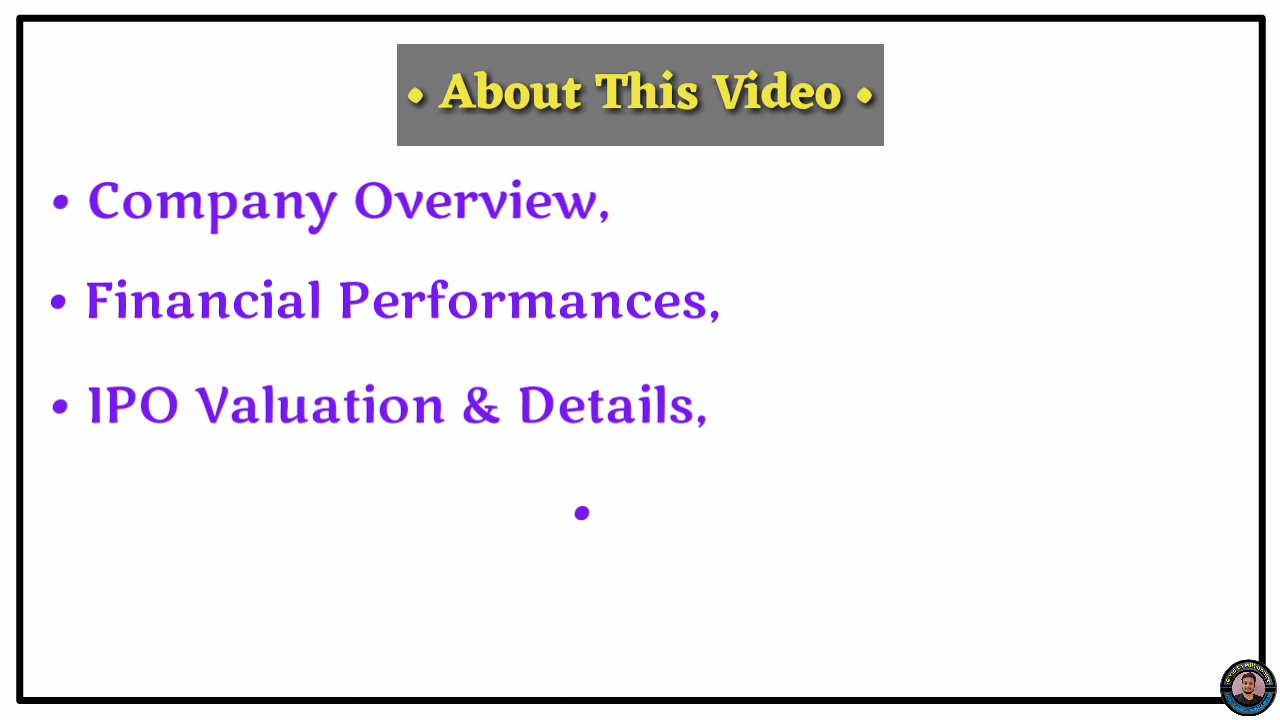 • About This Video •
• Company Overview,
• Financial Performances,
• IPO Valuation & Details,
•